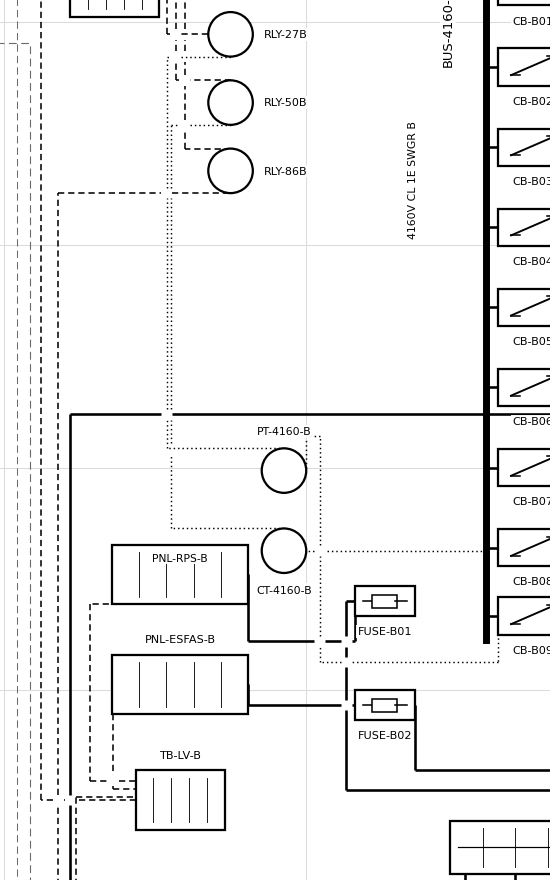 CB-B01
BUS-4160-
RLY-27B
CB-B02
RLY-50B
4160V CL 1E SWGR B
CB-B03
RLY-86B
CB-B04
CB-B05
CB-B06
PT-4160-B
CB-B07
PNL-RPS-B
CB-B08
CT-4160-B
FUSE-B01
PNL-ESFAS-B
CB-B09
FUSE-B02
TB-LV-B